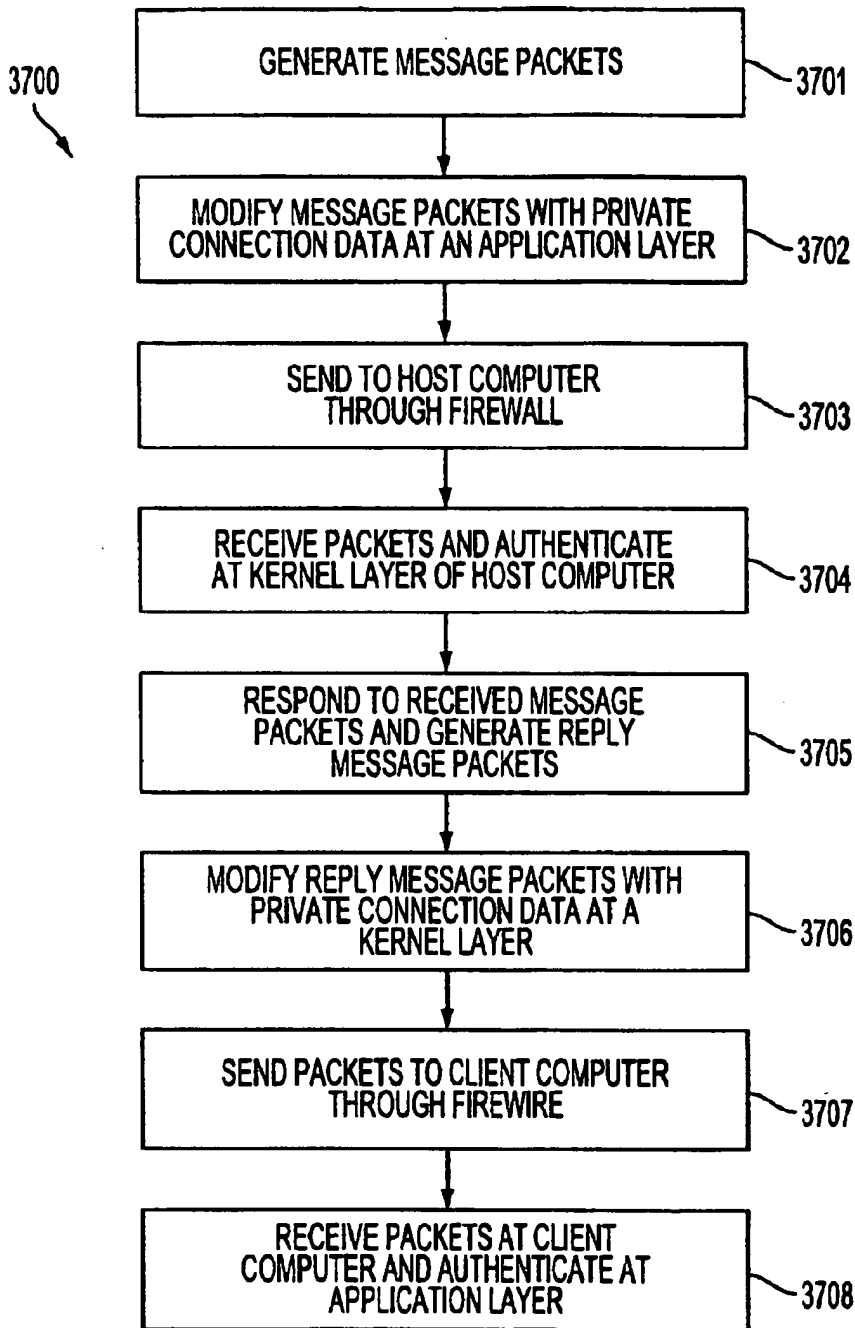 3700
GENERATE MESSAGE PACKETS
3701
MODIFY MESSAGE PACKETS WITH PRIVATE
CONNECTION DATA AT AN APPLICATION LAYER
3702
SEND TO HOST COMPUTER
THROUGH FIREWALL
3703
RECEIVE PACKETS AND AUTHENTICATE
AT KERNEL LAYER OF HOST COMPUTER
3704
RESPOND TO RECEIVED MESSAGE
PACKETS AND GENERATE REPLY
MESSAGE PACKETS
3705
MODIFY REPLY MESSAGE PACKETS WITH
PRIVATE CONNECTION DATA AT A
KERNEL LAYER
3706
SEND PACKETS TO CLIENT COMPUTER
THROUGH FIREWIRE
3707
RECEIVE PACKETS AT CLIENT
COMPUTER AND AUTHENTICATE AT
APPLICATION LAYER
3708